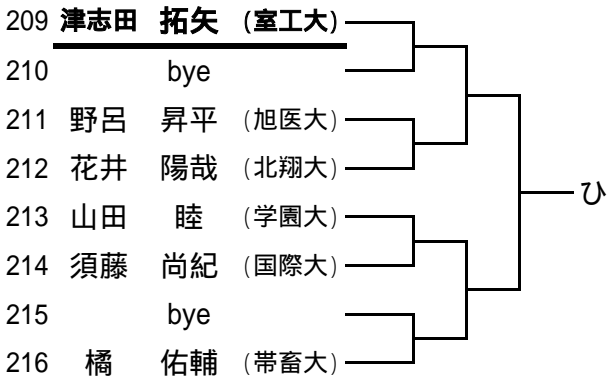 209 津志田 拓矢 (室工大)
210 bye
211 野呂 昇平 (旭医大)
212 花井 陽哉 (北翔大)
213 山田 睦 (学園大)
214 須藤 尚紀 (国際大)
215 bye
216 橘 佑輔 (帯畜大)
ひ